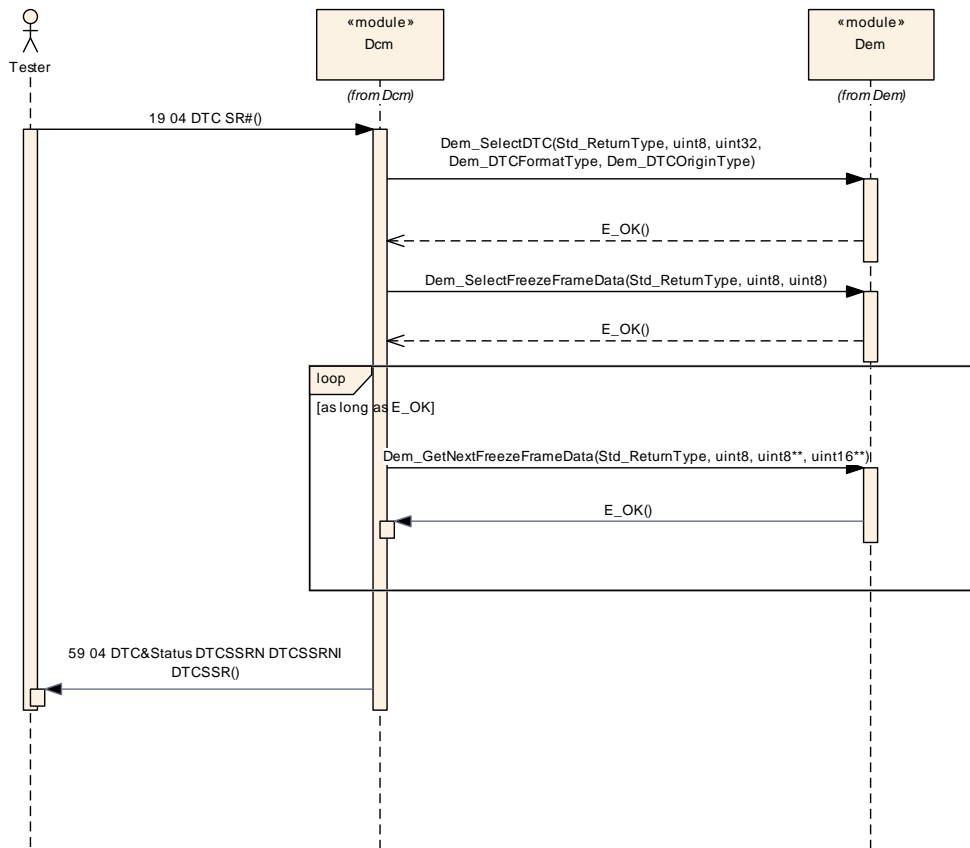 «module»
Dcm
«module»
Dem
Tester
(from Dcm)
(from Dem)
19 04 DTC SR#()
Dem_SelectDTC(Std_ReturnType, uint8, uint32,
Dem_DTCFormatType, Dem_DTCOriginType)
E_OK()
Dem_SelectFreezeFrameData(Std_ReturnType, uint8, uint8)
E_OK()
loop
[as long as E_OK]
Dem_GetNextFreezeFrameData(Std_ReturnType, uint8, uint8**, uint16**)
E_OK()
59 04 DTC&Status DTCSSRN DTCSSRNI
DTCSSR()